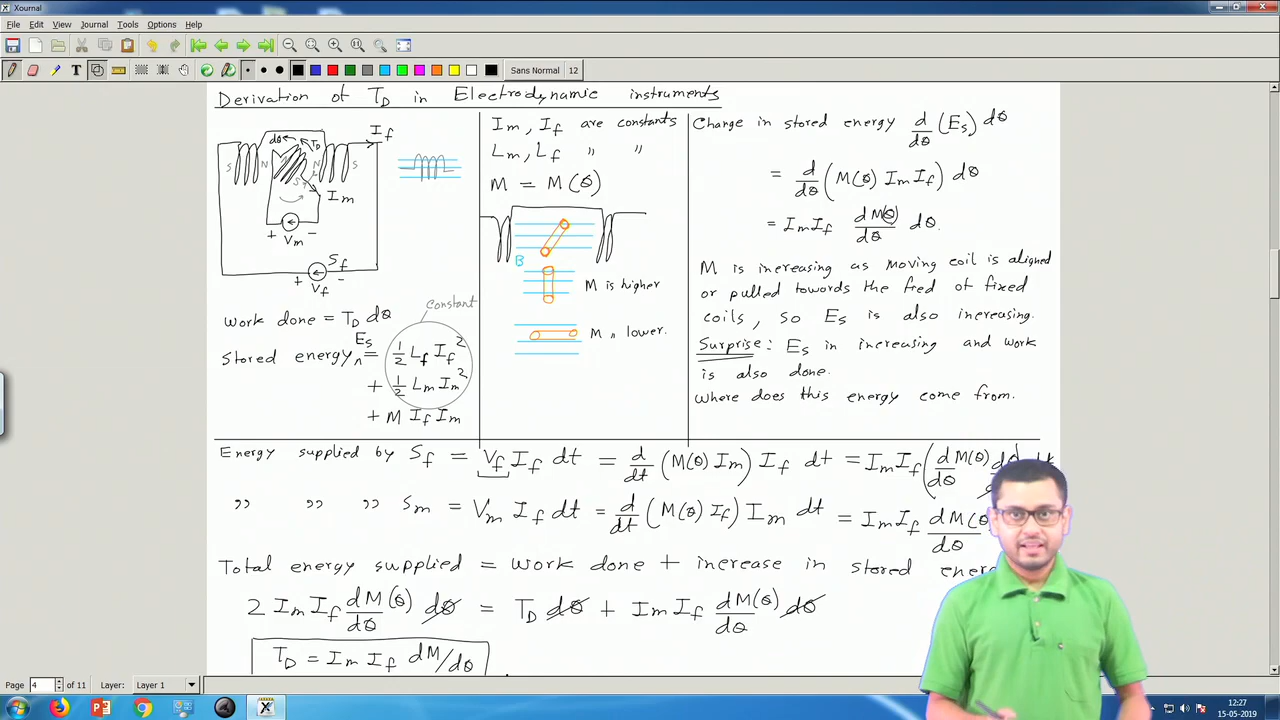 Xournal
File Edit View Journal Tools Options Help
Sans Normal 12
Derivation of T_D in Electrodynamic instruments
I_f
dθ T_D
S N N S
I_m
+ V_m −
S_f
+ V_f −
Work done = T_D dθ
Constant
Stored energy E_s = 1/2 L_f I_f^2
+ 1/2 L_m I_m^2
+ M I_f I_m
I_m, I_f are constants
L_m, L_f " "
M = M(θ)
B
M is higher
M " lower.
Change in stored energy d/dθ (E_s) dθ
= d/dθ (M(θ) I_m I_f) dθ
= I_m I_f dM(θ)/dθ dθ.
M is increasing as moving coil is aligned
or pulled towards the fred of fixed
coils, so E_s is also increasing.
Surprise: E_s in increasing and work
is also done.
Where does this energy come from.
Energy supplied by S_f = V_f I_f dt = d/dt (M(θ) I_m) I_f dt = I_m I_f (dM(θ)/dθ dθ
" " " S_m = V_m I_f dt = d/dt (M(θ) I_f) I_m dt = I_m I_f dM(θ)/dθ
Total energy supplied = Work done + increase in stored
2 I_m I_f dM(θ)/dθ dθ = T_D dθ + I_m I_f dM(θ)/dθ dθ
T_D = I_m I_f dM/dθ
Page 4 of 11 Layer: Layer 1
12:27
15-05-2019